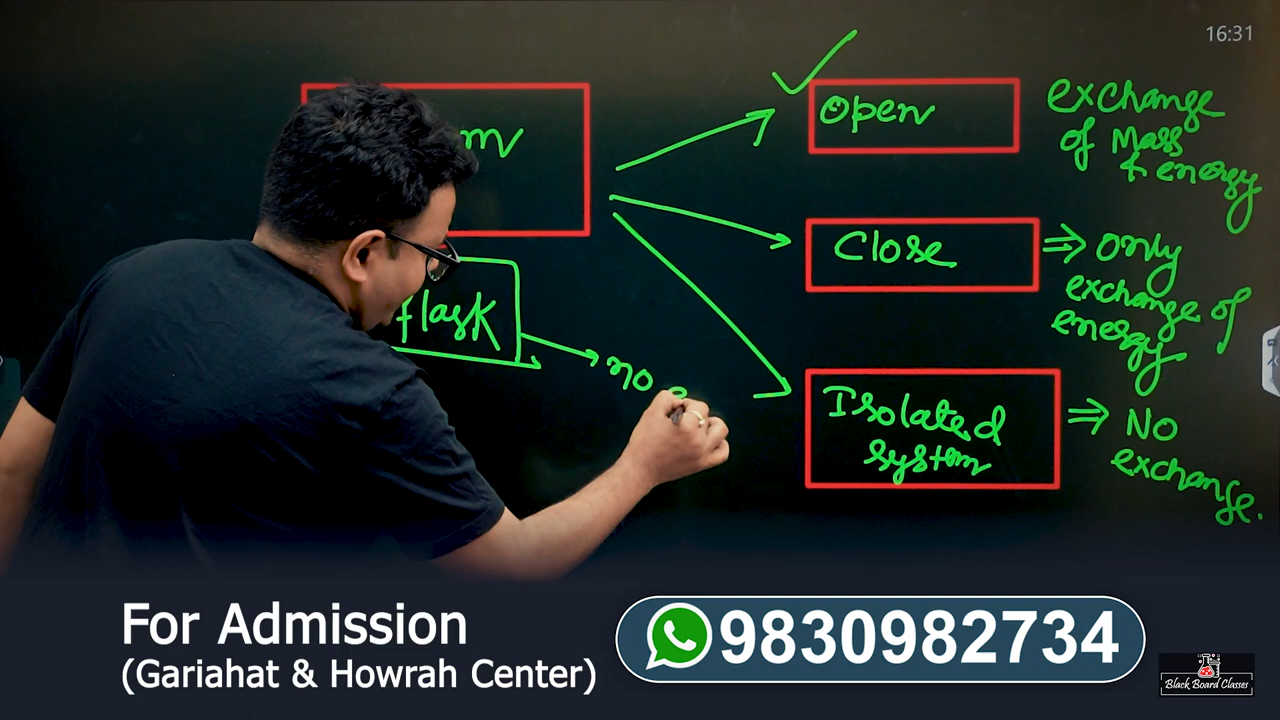 16:31
open
exchange
of Mass
& energy
Close
⇒ only
exchange of
energy
flask
no
Isolated
system
⇒ No
exchange.
For Admission
(Gariahat & Howrah Center)
9830982734
Black Board Classes